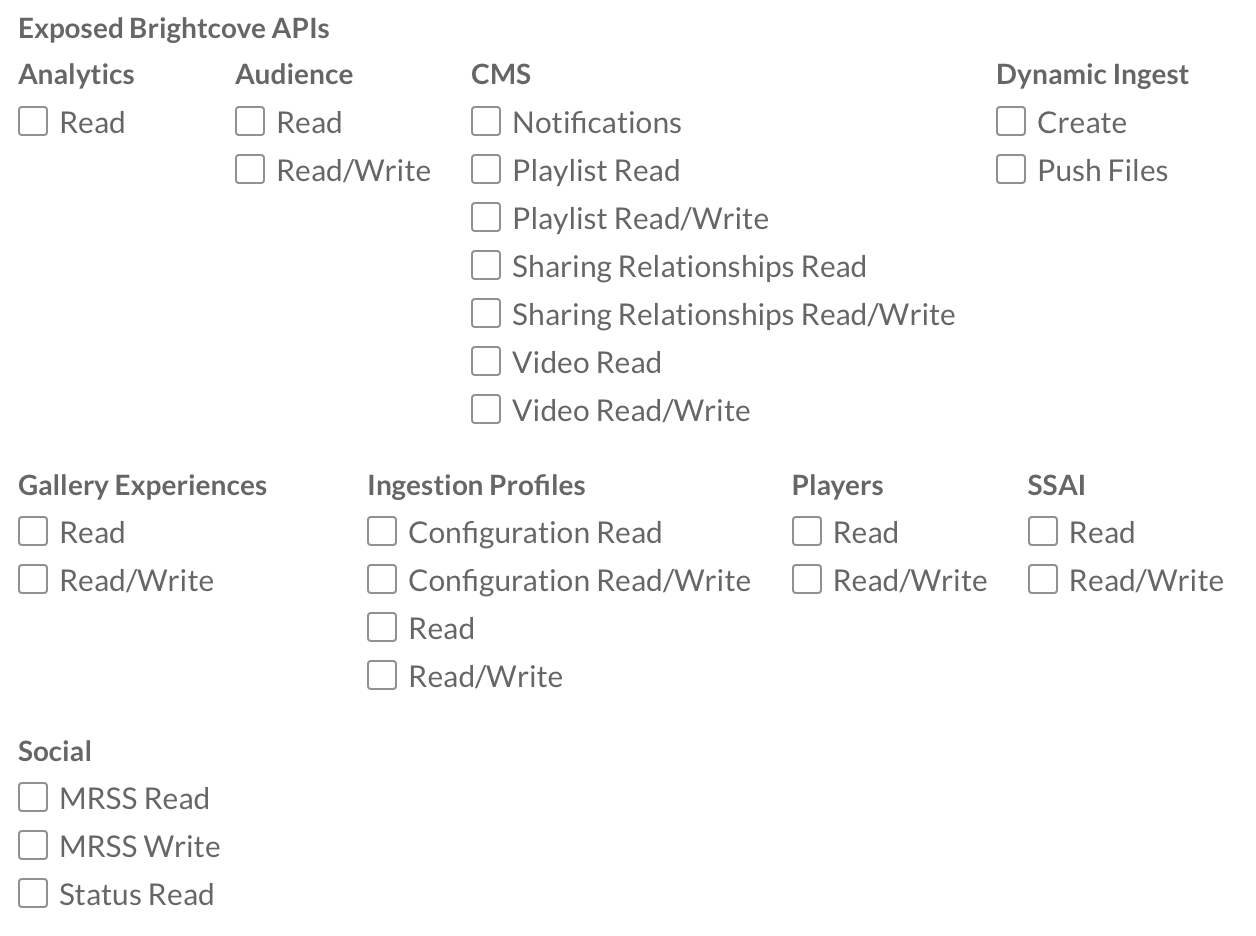 Exposed Brightcove APIs
Analytics
Read
Audience
Read
Read/Write
CMS
Notifications
Playlist Read
Playlist Read/Write
Sharing Relationships Read
Sharing Relationships Read/Write
Video Read
Video Read/Write
Dynamic Ingest
Create
Push Files
Gallery Experiences
Read
Read/Write
Ingestion Profiles
Configuration Read
Configuration Read/Write
Read
Read/Write
Players
Read
Read/Write
SSAI
Read
Read/Write
Social
MRSS Read
MRSS Write
Status Read